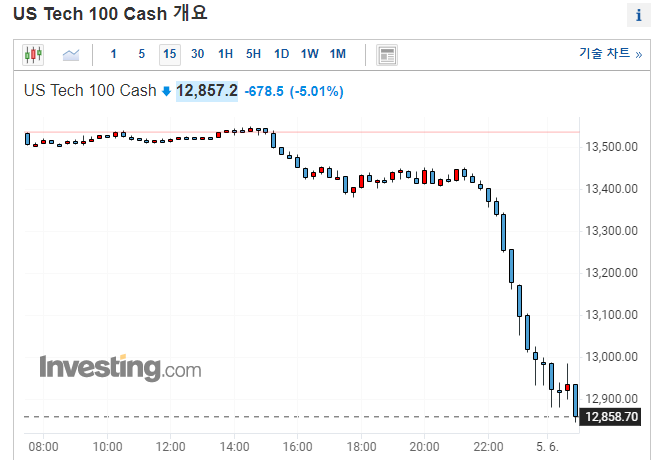 US Tech 100 Cash 개요
i
1 5 15 30 1H 5H 1D 1W 1M 기술 차트 »
US Tech 100 Cash 12,857.2 -678.5 (-5.01%)
13,500.00
13,400.00
13,300.00
13,200.00
13,100.00
13,000.00
Investing.com
12,900.00
12,858.70
08:00 10:00 12:00 14:00 16:00 18:00 20:00 22:00 5. 6.